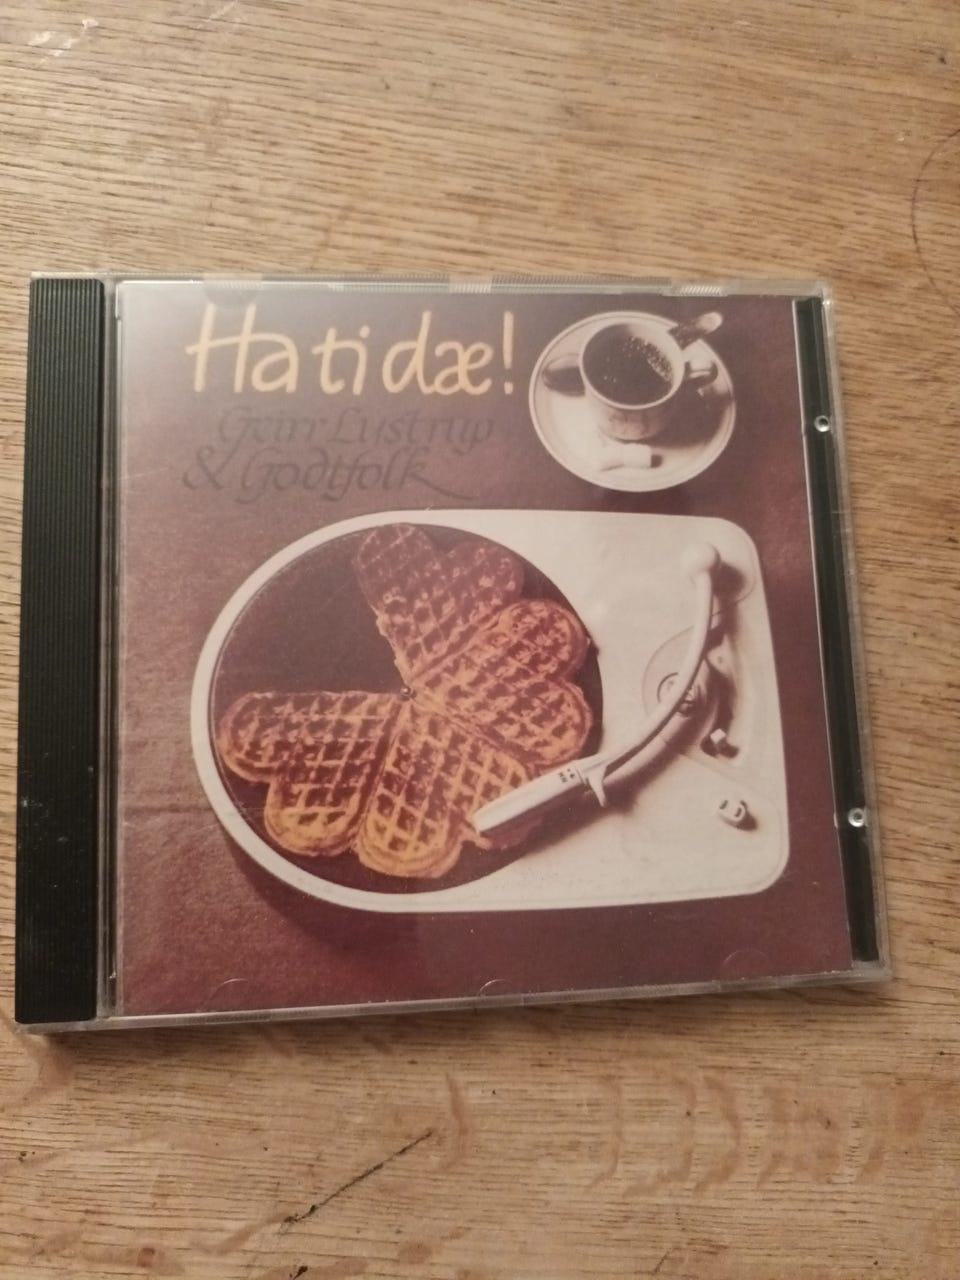 Ha ti dæ!
Geirr Lystrup
& Godtfolk